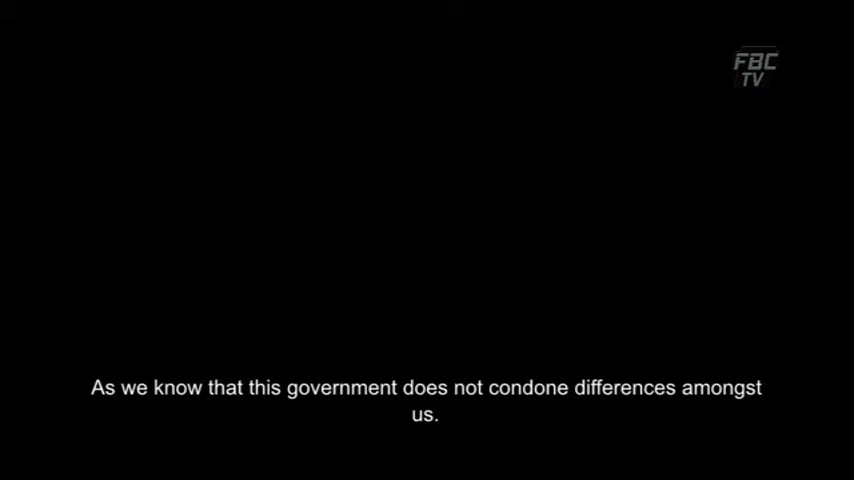 FBC
TV
As we know that this government does not condone differences amongst
us.